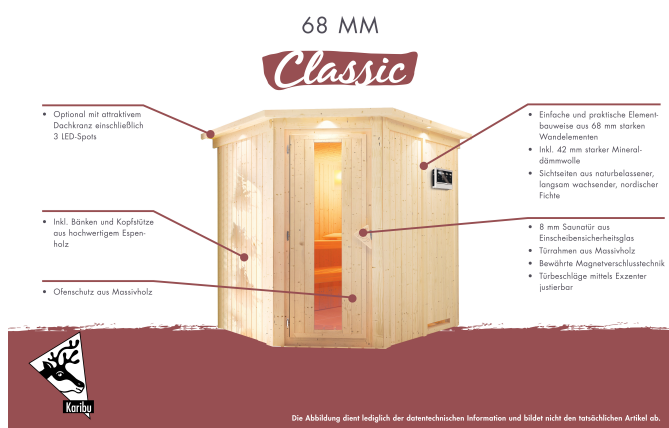 68 MM
Classic
• Optional mit attraktivem
Dachkranz einschließlich
3 LED-Spots
• Inkl. Bänken und Kopfstütze
aus hochwertigem Espen-
holz
• Ofenschutz aus Massivholz
• Einfache und praktische Element-
bauweise aus 68 mm starken
Wandelementen
• Inkl. 42 mm starker Mineral-
dämmwolle
• Sichtseiten aus naturbelassener,
langsam wachsender, nordischer
Fichte
• 8 mm Saunatür aus
Einscheibensicherheitsglas
• Türrahmen aus Massivholz
• Bewährte Magnetverschlusstechnik
• Türbeschläge mittels Exzenter
justierbar
Karibu
Die Abbildung dient lediglich der datentechnischen Information und bildet nicht den tatsächlichen Artikel ab.